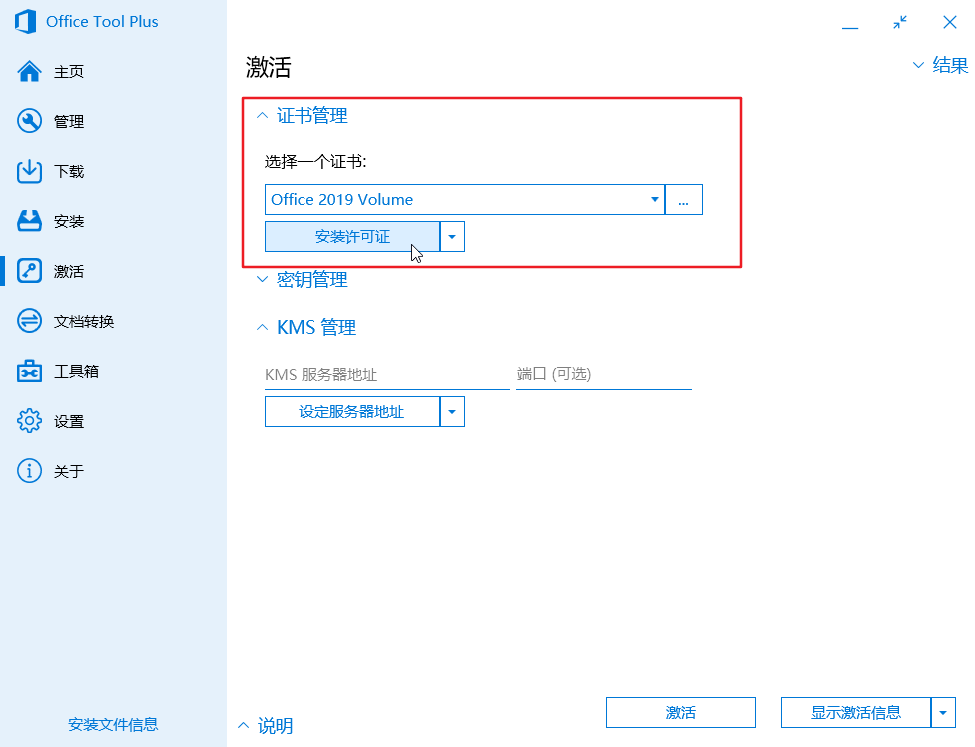 Office Tool Plus
主页
管理
下载
安装
激活
文档转换
工具箱
设置
关于
安装文件信息
激活
结果
证书管理
选择一个证书:
Office 2019 Volume
...
安装许可证
密钥管理
KMS 管理
KMS 服务器地址
端口 (可选)
设定服务器地址
说明
激活
显示激活信息